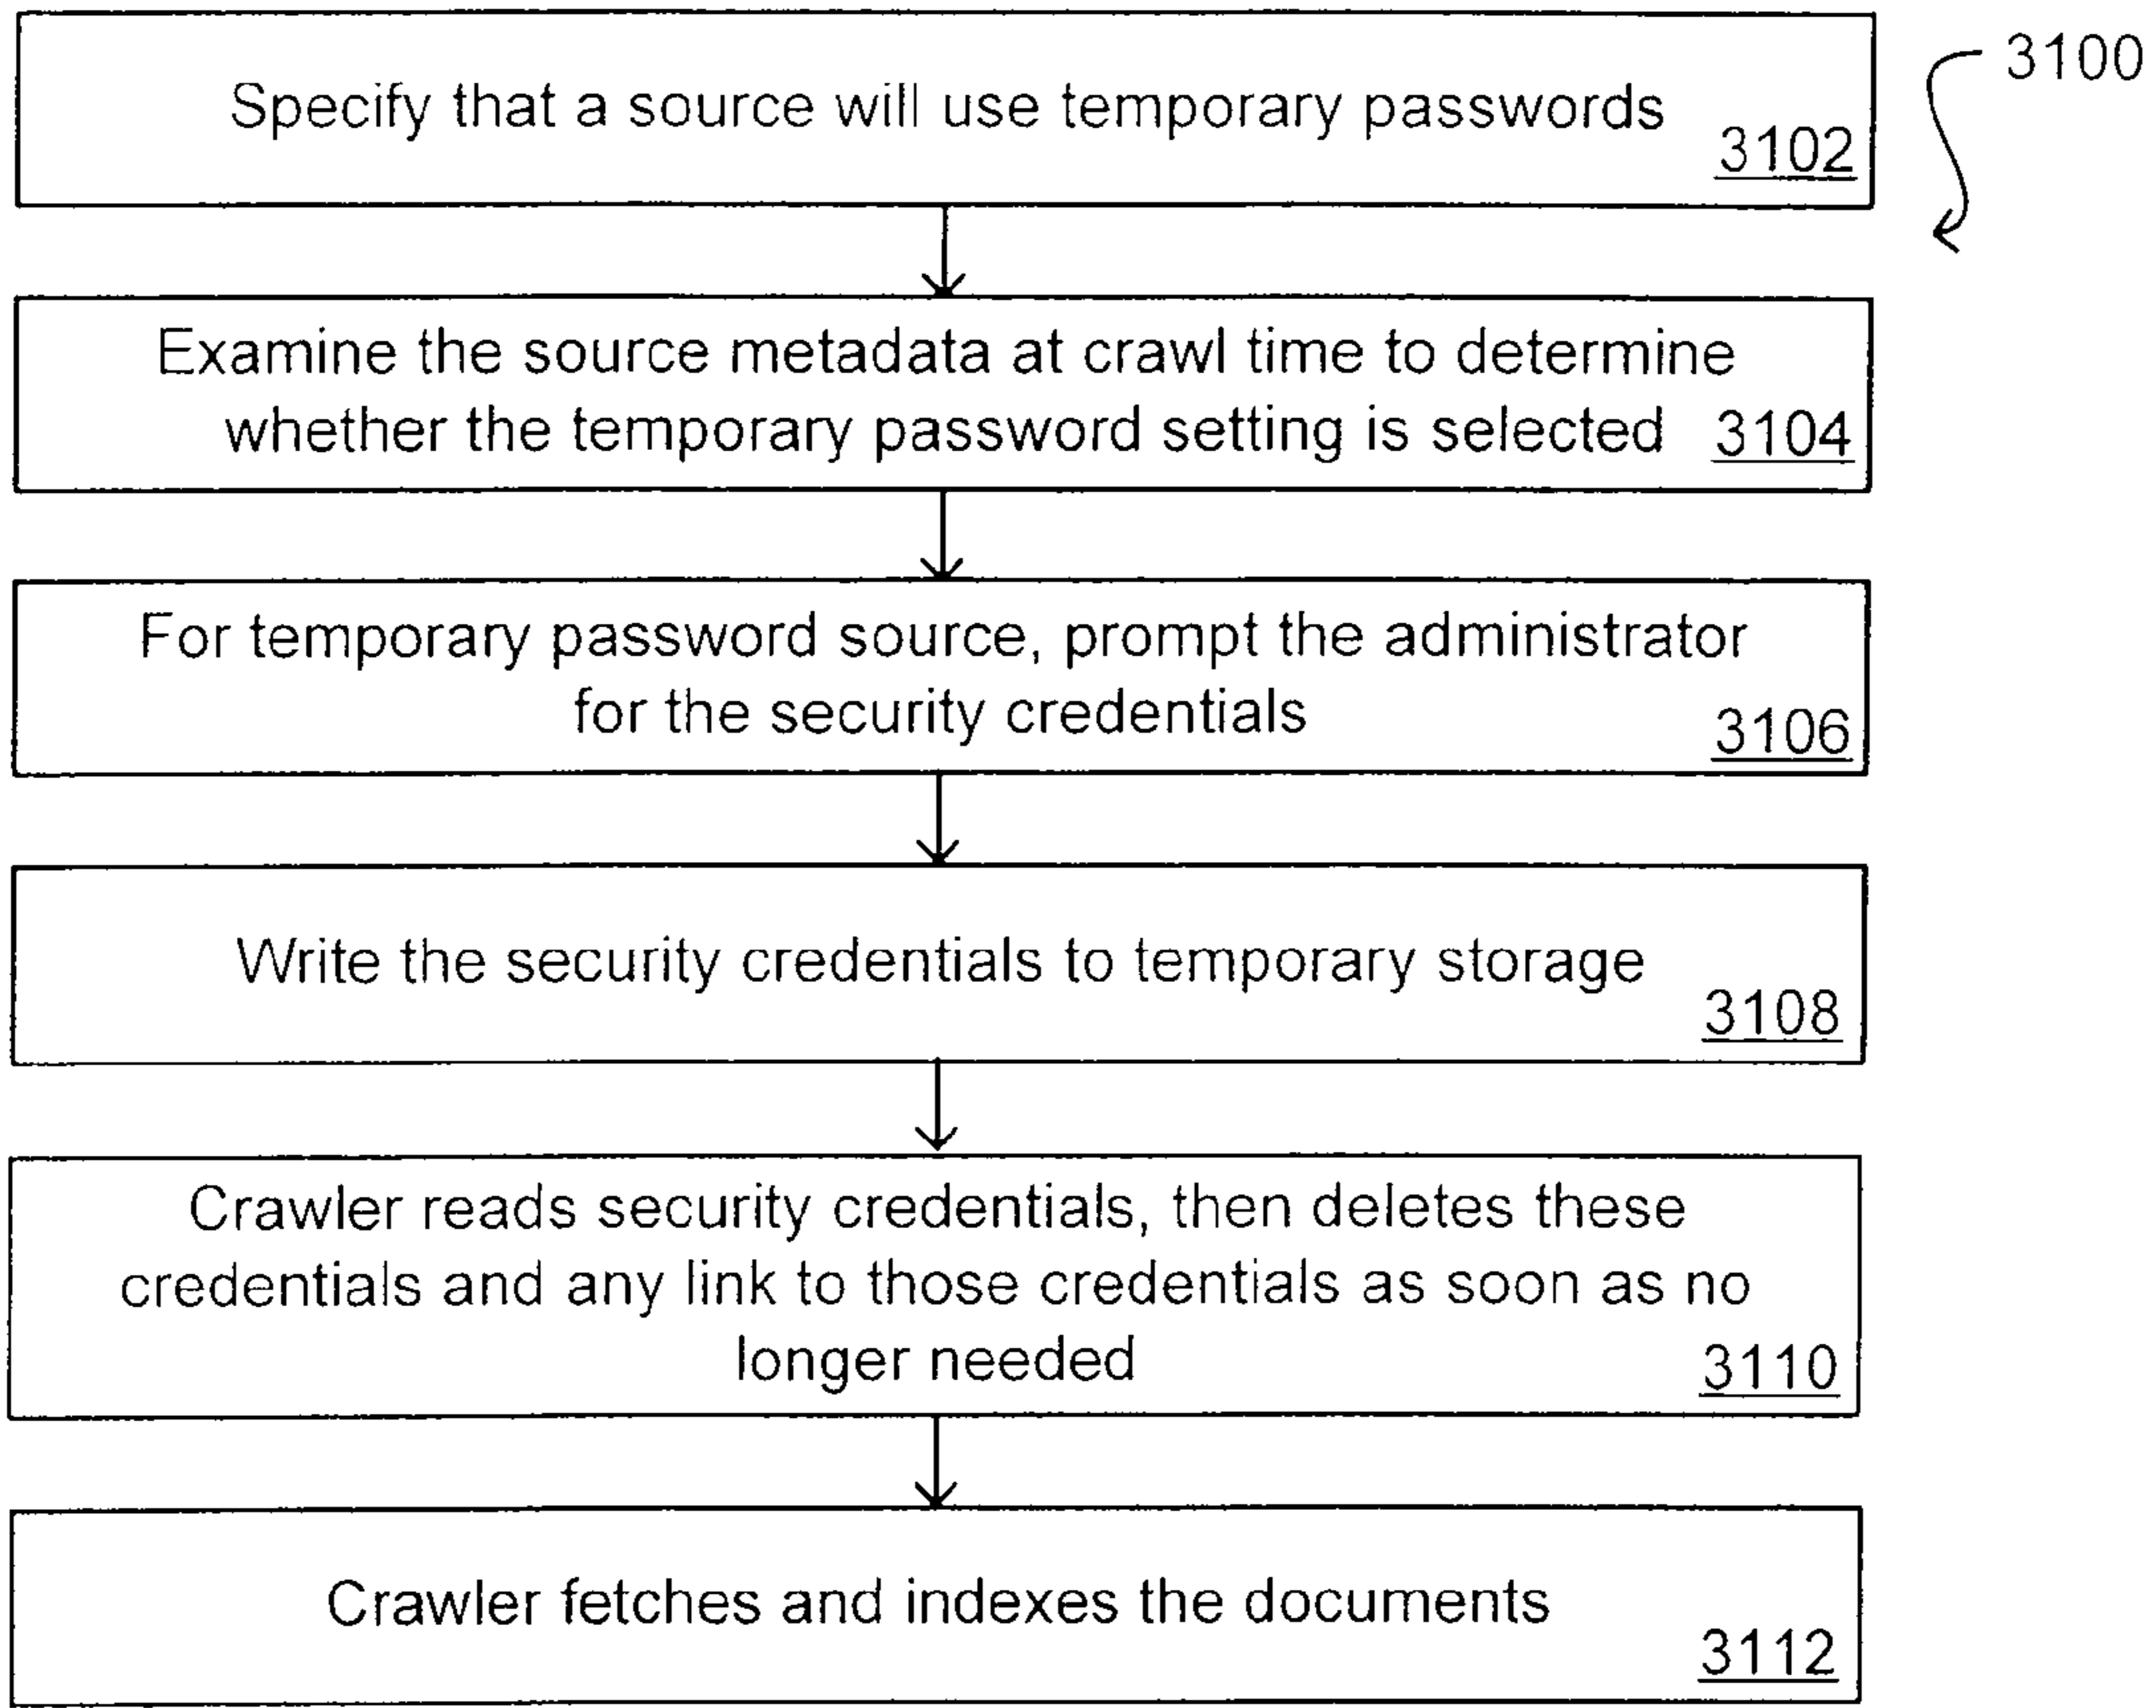 3100
Specify that a source will use temporary passwords
3102
Examine the source metadata at crawl time to determine
whether the temporary password setting is selected 3104
For temporary password source, prompt the administrator
for the security credentials
3106
Write the security credentials to temporary storage
3108
Crawler reads security credentials, then deletes these
credentials and any link to those credentials as soon as no
longer needed
3110
Crawler fetches and indexes the documents
3112